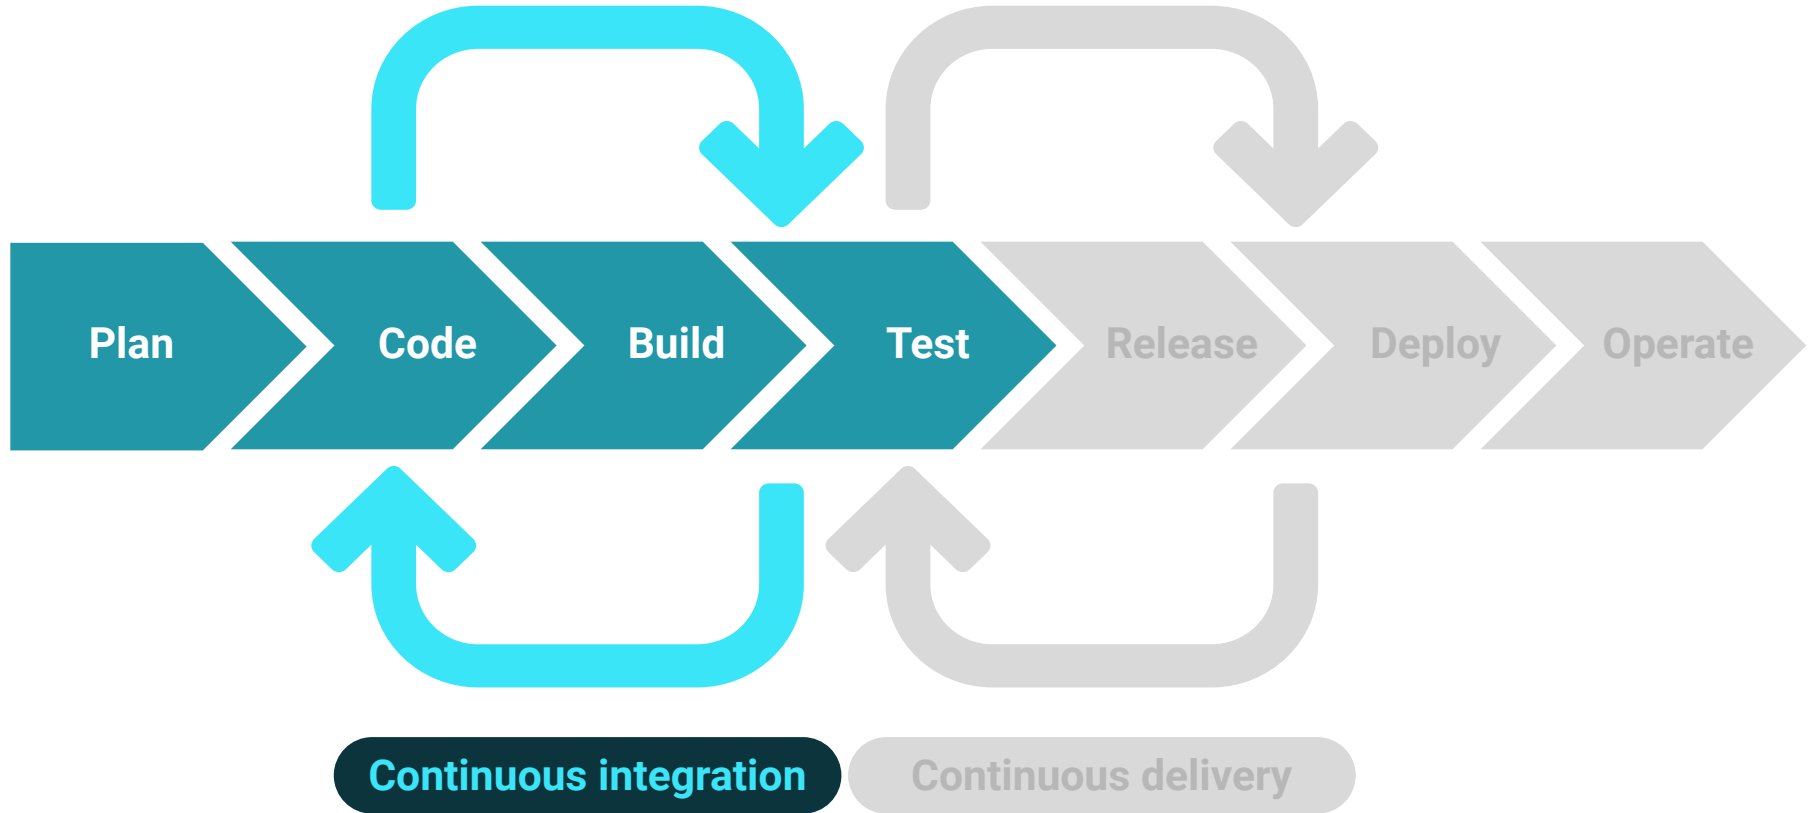 Plan
Code
Build
Test
Release
Deploy
Operate
Continuous integration
Continuous delivery